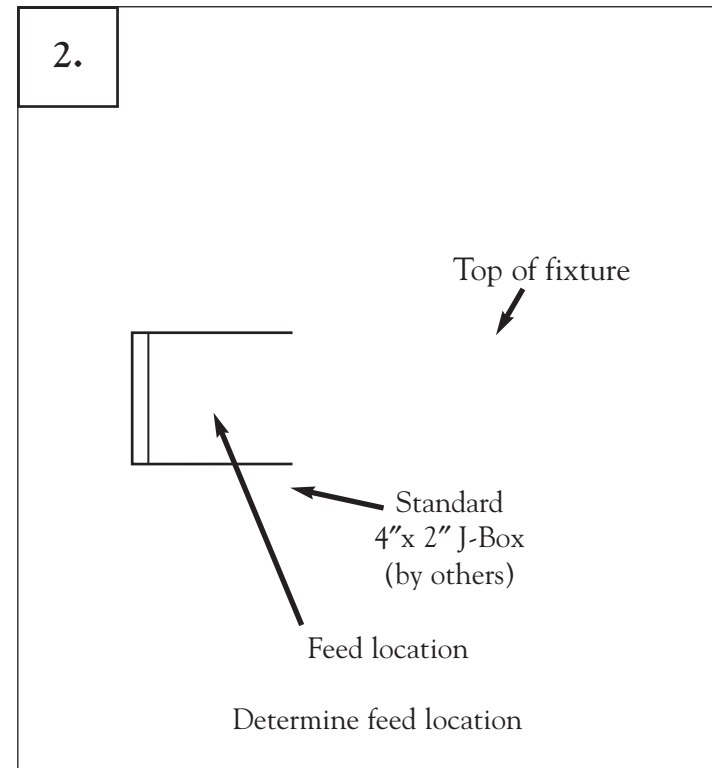 2.
Top of fixture
Standard
4″x 2″ J-Box
(by others)
Feed location
Determine feed location